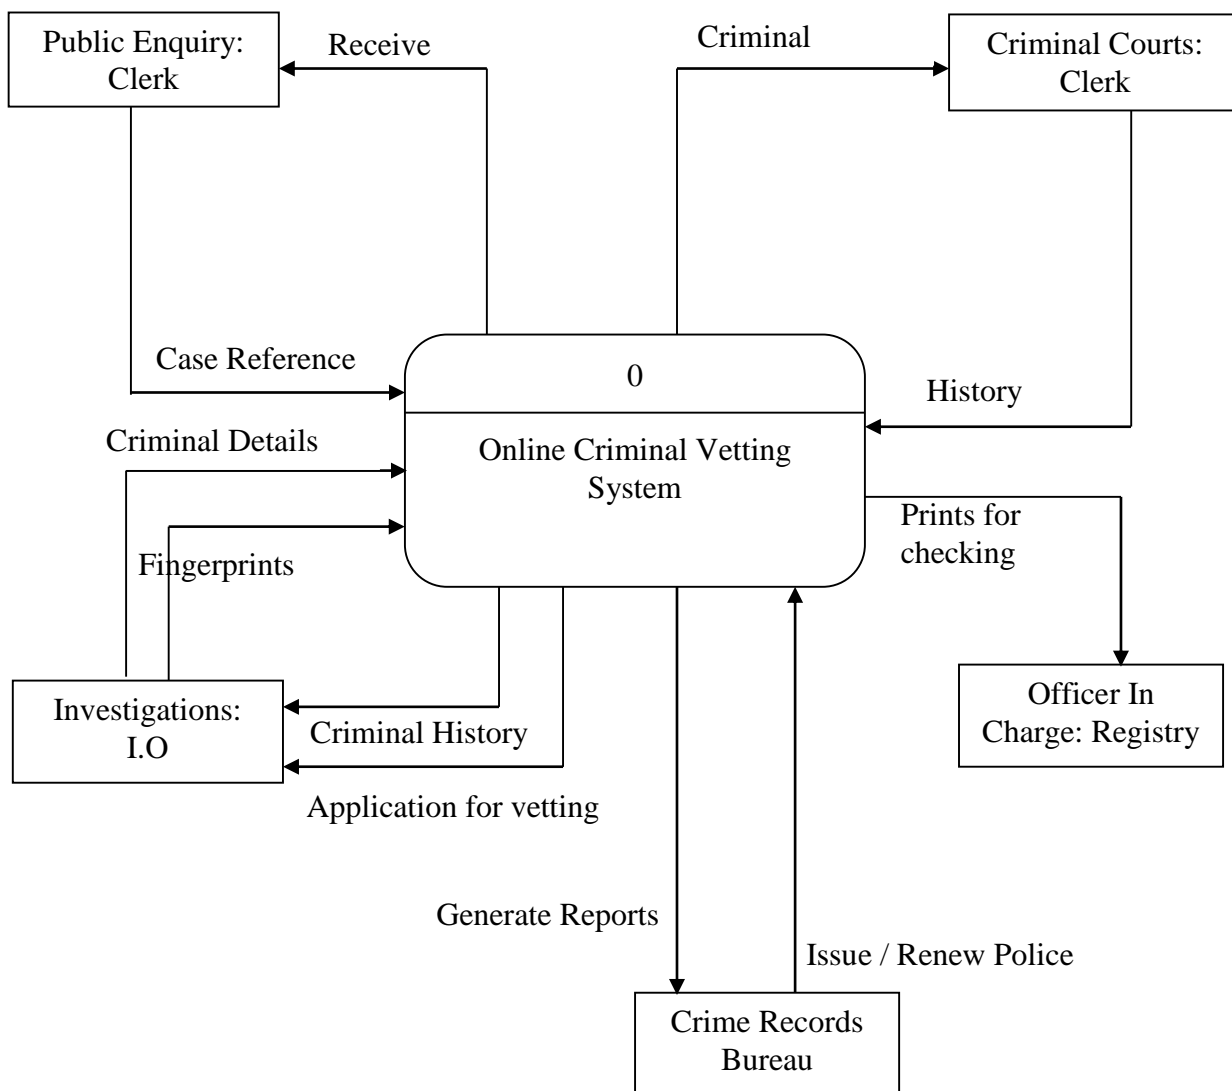 Public Enquiry:
Clerk
Receive
Criminal
Criminal Courts:
Clerk
Case Reference
0
History
Criminal Details
Online Criminal Vetting
System
Prints for
checking
Fingerprints
Investigations:
I.O
Criminal History
Officer In
Charge: Registry
Application for vetting
Generate Reports
Issue / Renew Police
Crime Records
Bureau